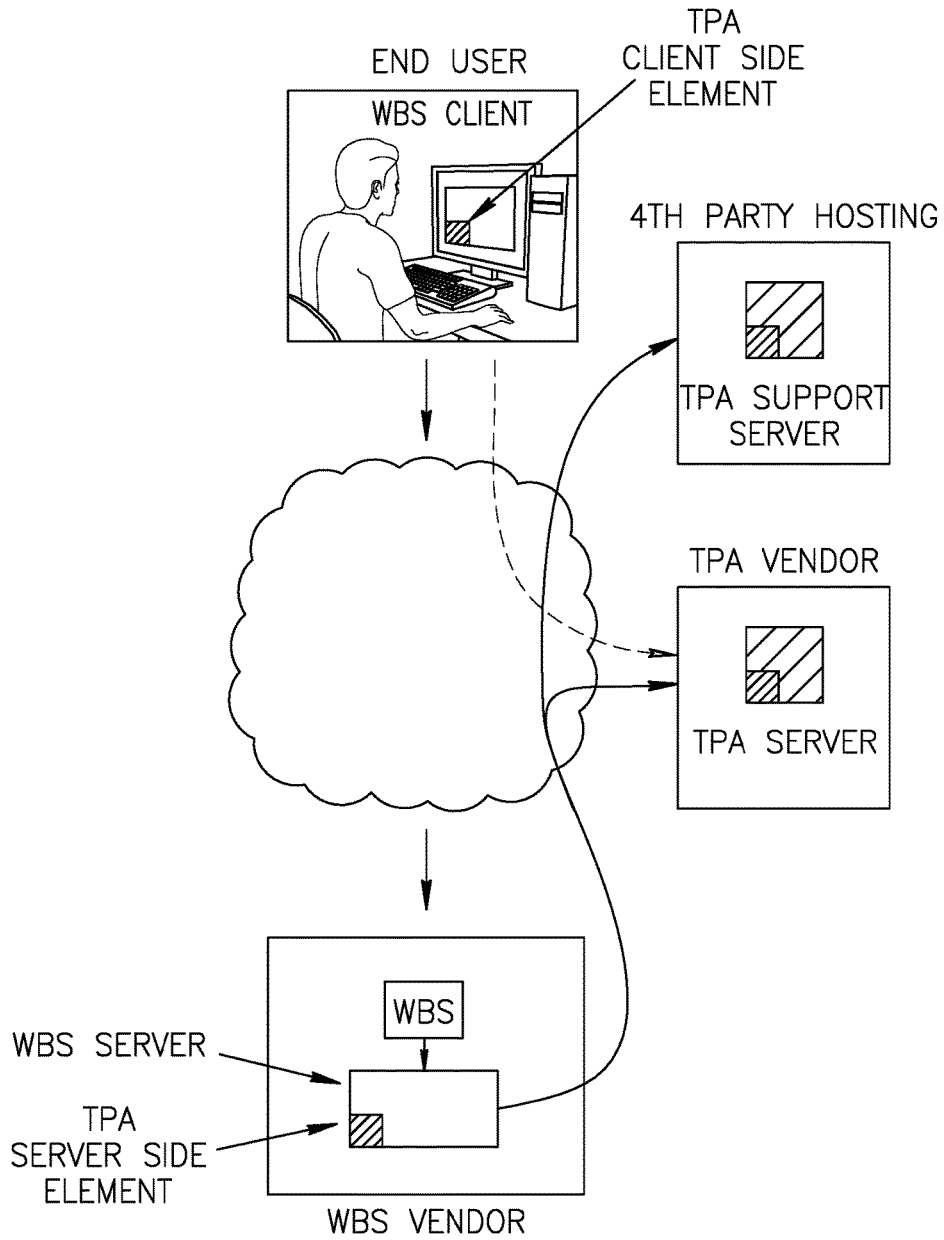 TPA
CLIENT SIDE
ELEMENT
END USER
WBS CLIENT
4TH PARTY HOSTING
TPA SUPPORT
SERVER
TPA VENDOR
TPA SERVER
WBS
WBS SERVER
TPA
SERVER SIDE
ELEMENT
WBS VENDOR